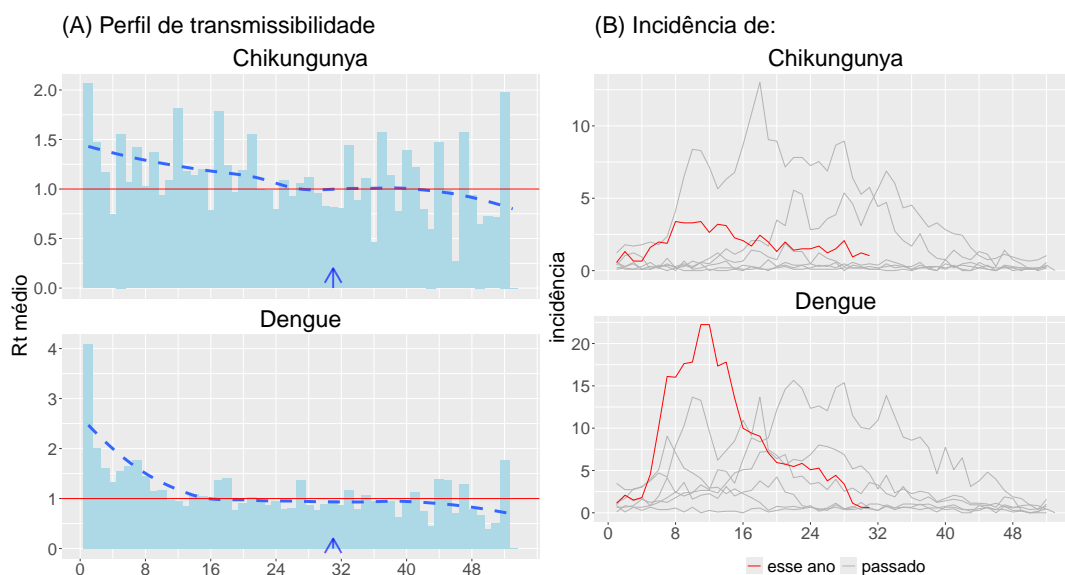 (A) Perfil de transmissibilidade
Chikungunya
2.0
1.5
1.0
0.5
0.0
Dengue
4
3
2
1
0
0 8 16 24 32 40 48
Rt médio
(B) Incidência de:
Chikungunya
10
5
0
Dengue
20
15
10
5
0
0 8 16 24 32 40 48
incidência
esse ano passado